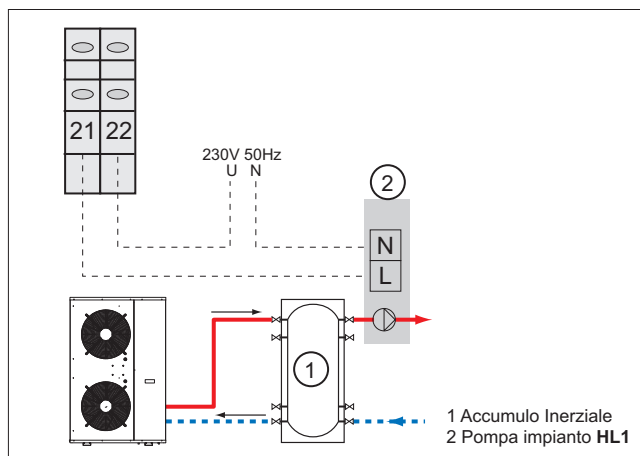 21 22
230V 50Hz
U N
2
N
L
1
1 Accumulo Inerziale
2 Pompa impianto HL1